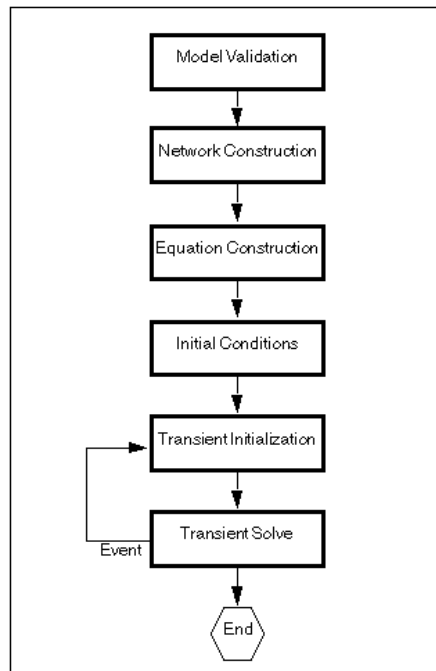 Model Validation
Network Construction
Equation Construction
Initial Conditions
Transient Initialization
Transient Solve
Event
End